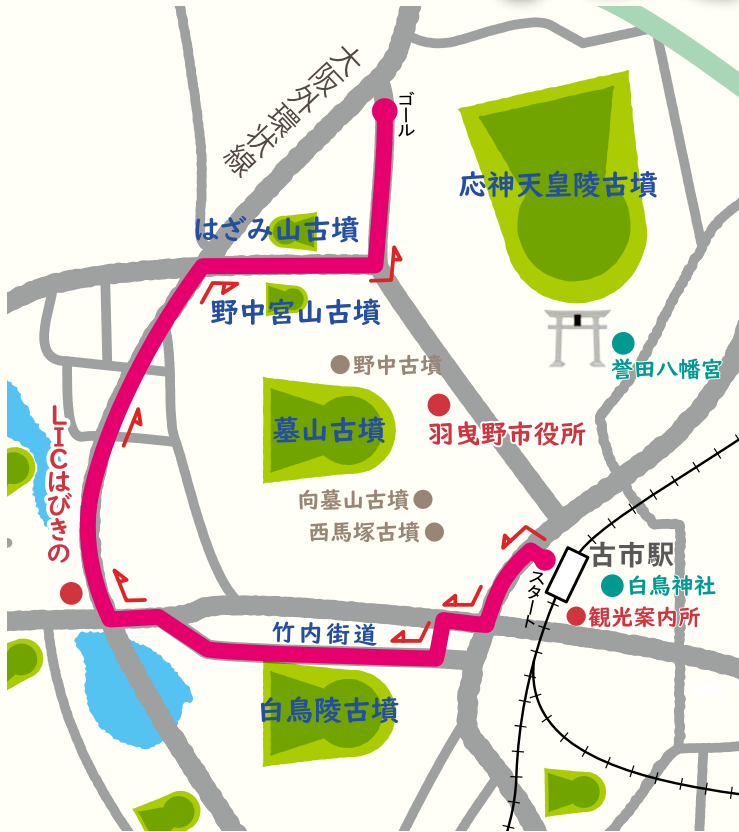 大阪外環状線
ゴール
応神天皇陵古墳
はざみ山古墳
野中宮山古墳
誉田八幡宮
野中古墳
墓山古墳
羽曳野市役所
LICはびきの
向墓山古墳
西馬塚古墳
古市駅
スタート
白鳥神社
観光案内所
竹内街道
白鳥陵古墳